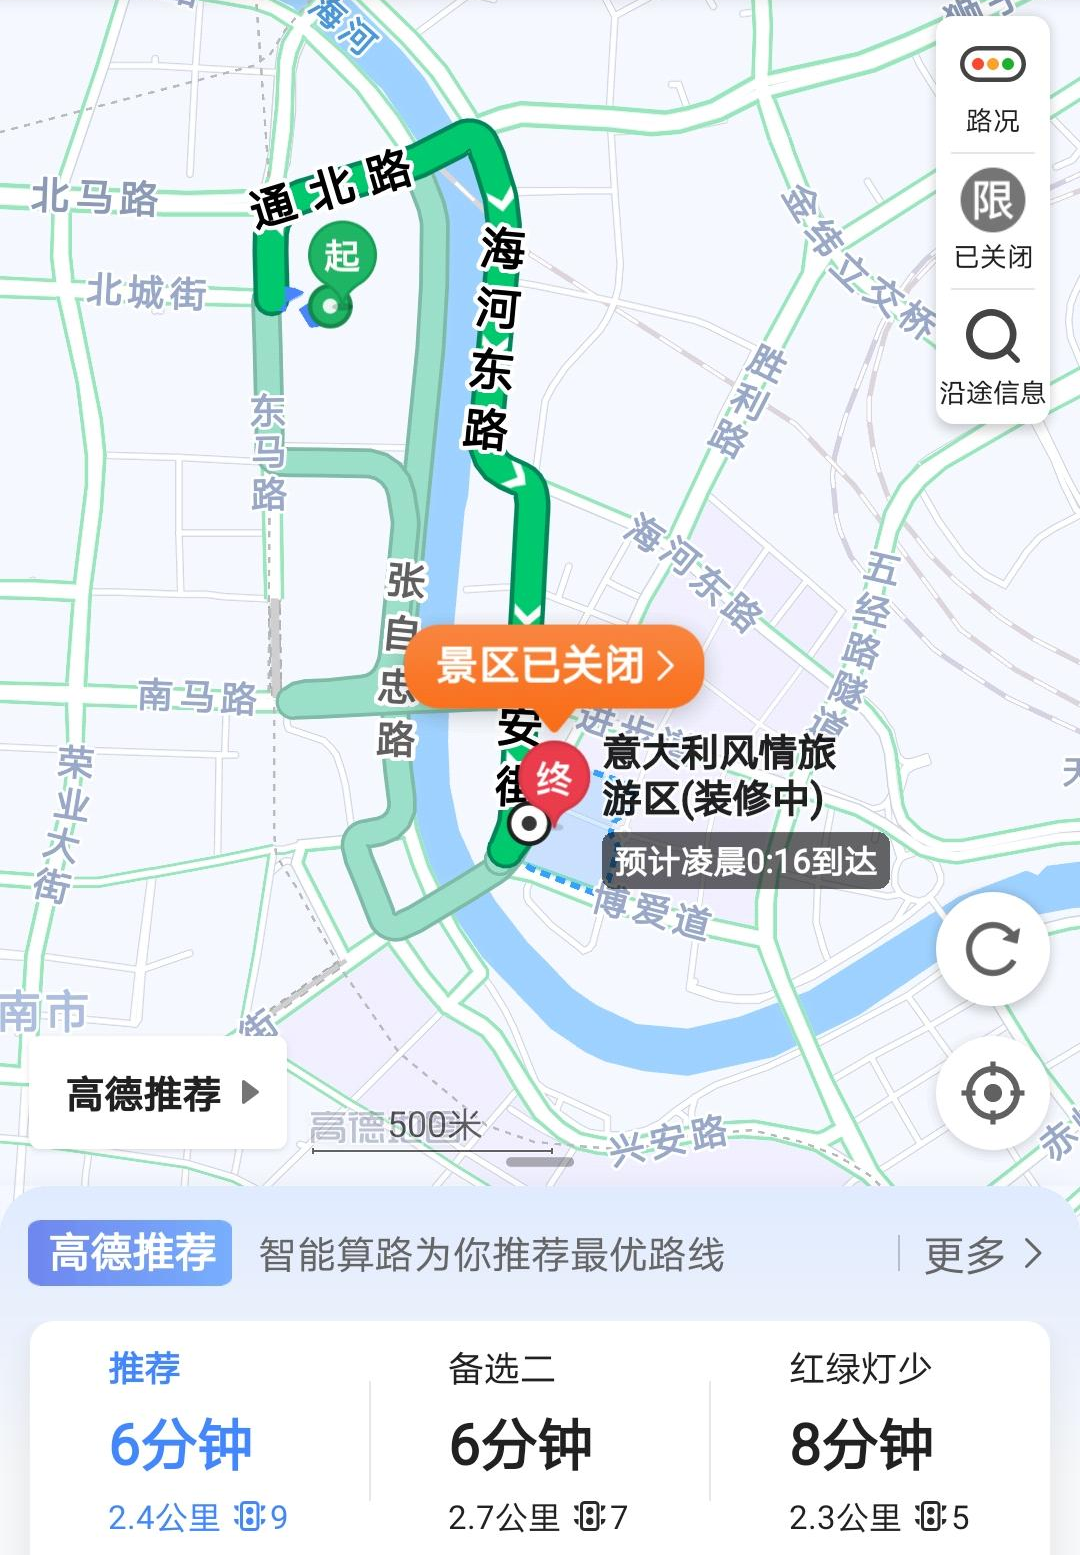 海河
路况
限
已关闭
沿途信息
北马路
通北路
起
北城街
海河东路
金纬立交桥
胜利路
东马路
张自忠路
海河东路
五经路隧道
景区已关闭
南马路
安街
进步道
终
意大利风情旅
游区(装修中)
预计凌晨0:16到达
荣业大街
博爱道
南市
街
高德推荐
高德
500米
兴安路
高德推荐
智能算路为你推荐最优路线
更多
推荐
6分钟
2.4公里 9
备选二
6分钟
2.7公里 7
红绿灯少
8分钟
2.3公里 5